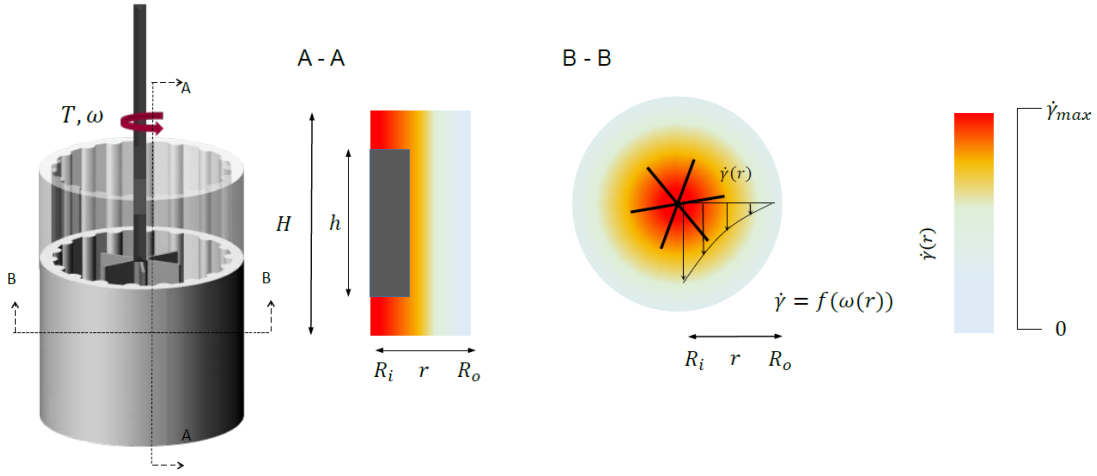 A - A
B - B
A
T, ω
γ̇_max
γ̇(r)
H
h
B
B
γ̇(r)
γ̇ = f(ω(r))
0
R_i r R_o
R_i r R_o
A